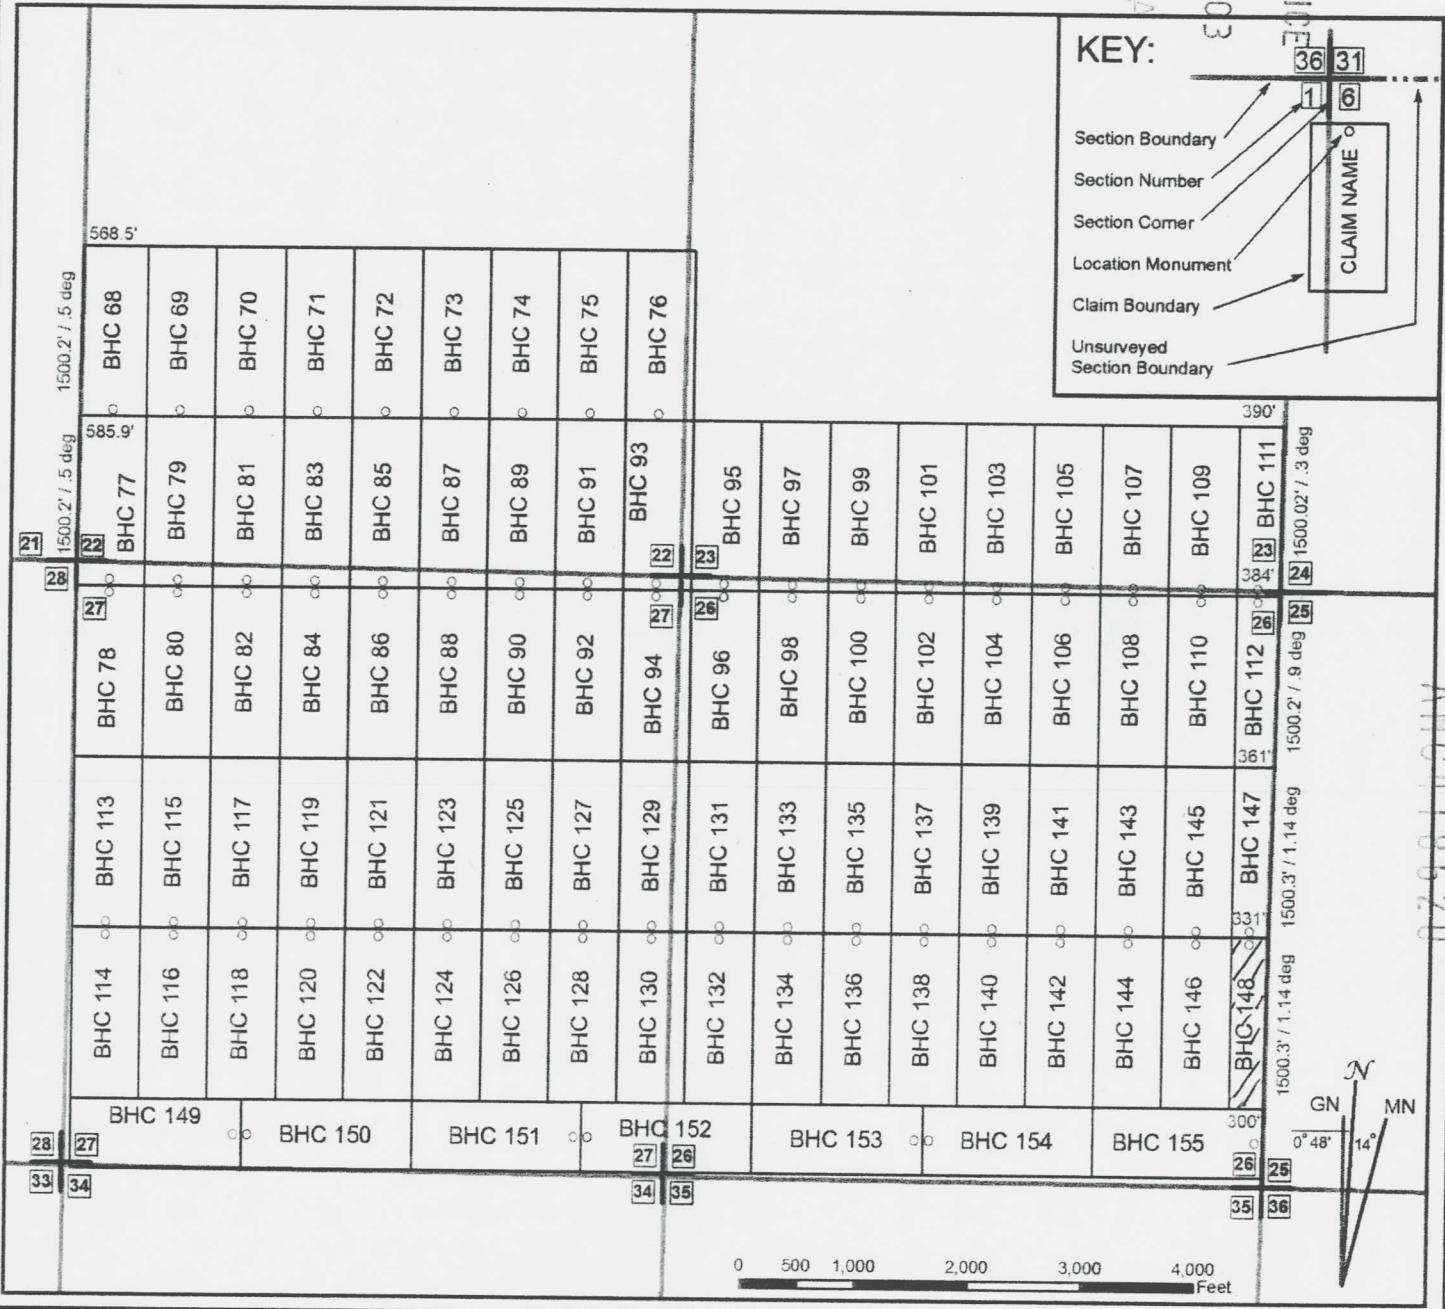 KEY:
36 31
1 6
Section Boundary
Section Number
Section Corner
Location Monument
Claim Boundary
Unsurveyed
Section Boundary
CLAIM NAME
568.5'
1500.2' / .5 deg
BHC 68
BHC 69
BHC 70
BHC 71
BHC 72
BHC 73
BHC 74
BHC 75
BHC 76
390'
585.9'
1500.2' / .5 deg
BHC 77
BHC 79
BHC 81
BHC 83
BHC 85
BHC 87
BHC 89
BHC 91
BHC 93
BHC 95
BHC 97
BHC 99
BHC 101
BHC 103
BHC 105
BHC 107
BHC 109
BHC 111
1500.02' / .3 deg
21 22
22 23
23 24
384'
28 27
27 26
26 25
BHC 78
BHC 80
BHC 82
BHC 84
BHC 86
BHC 88
BHC 90
BHC 92
BHC 94
BHC 96
BHC 98
BHC 100
BHC 102
BHC 104
BHC 106
BHC 108
BHC 110
BHC 112
1500.2' / .9 deg
361'
BHC 113
BHC 115
BHC 117
BHC 119
BHC 121
BHC 123
BHC 125
BHC 127
BHC 129
BHC 131
BHC 133
BHC 135
BHC 137
BHC 139
BHC 141
BHC 143
BHC 145
BHC 147
1500.3' / 1.14 deg
331'
BHC 114
BHC 116
BHC 118
BHC 120
BHC 122
BHC 124
BHC 126
BHC 128
BHC 130
BHC 132
BHC 134
BHC 136
BHC 138
BHC 140
BHC 142
BHC 144
BHC 146
BHC 148
1500.3' / 1.14 deg
BHC 149
BHC 150
BHC 151
BHC 152
BHC 153
BHC 154
BHC 155
300'
28 27
27 26
26 25
33 34
34 35
35 36
N
GN MN
0° 48' 14°
0 500 1,000 2,000 3,000 4,000
Feet